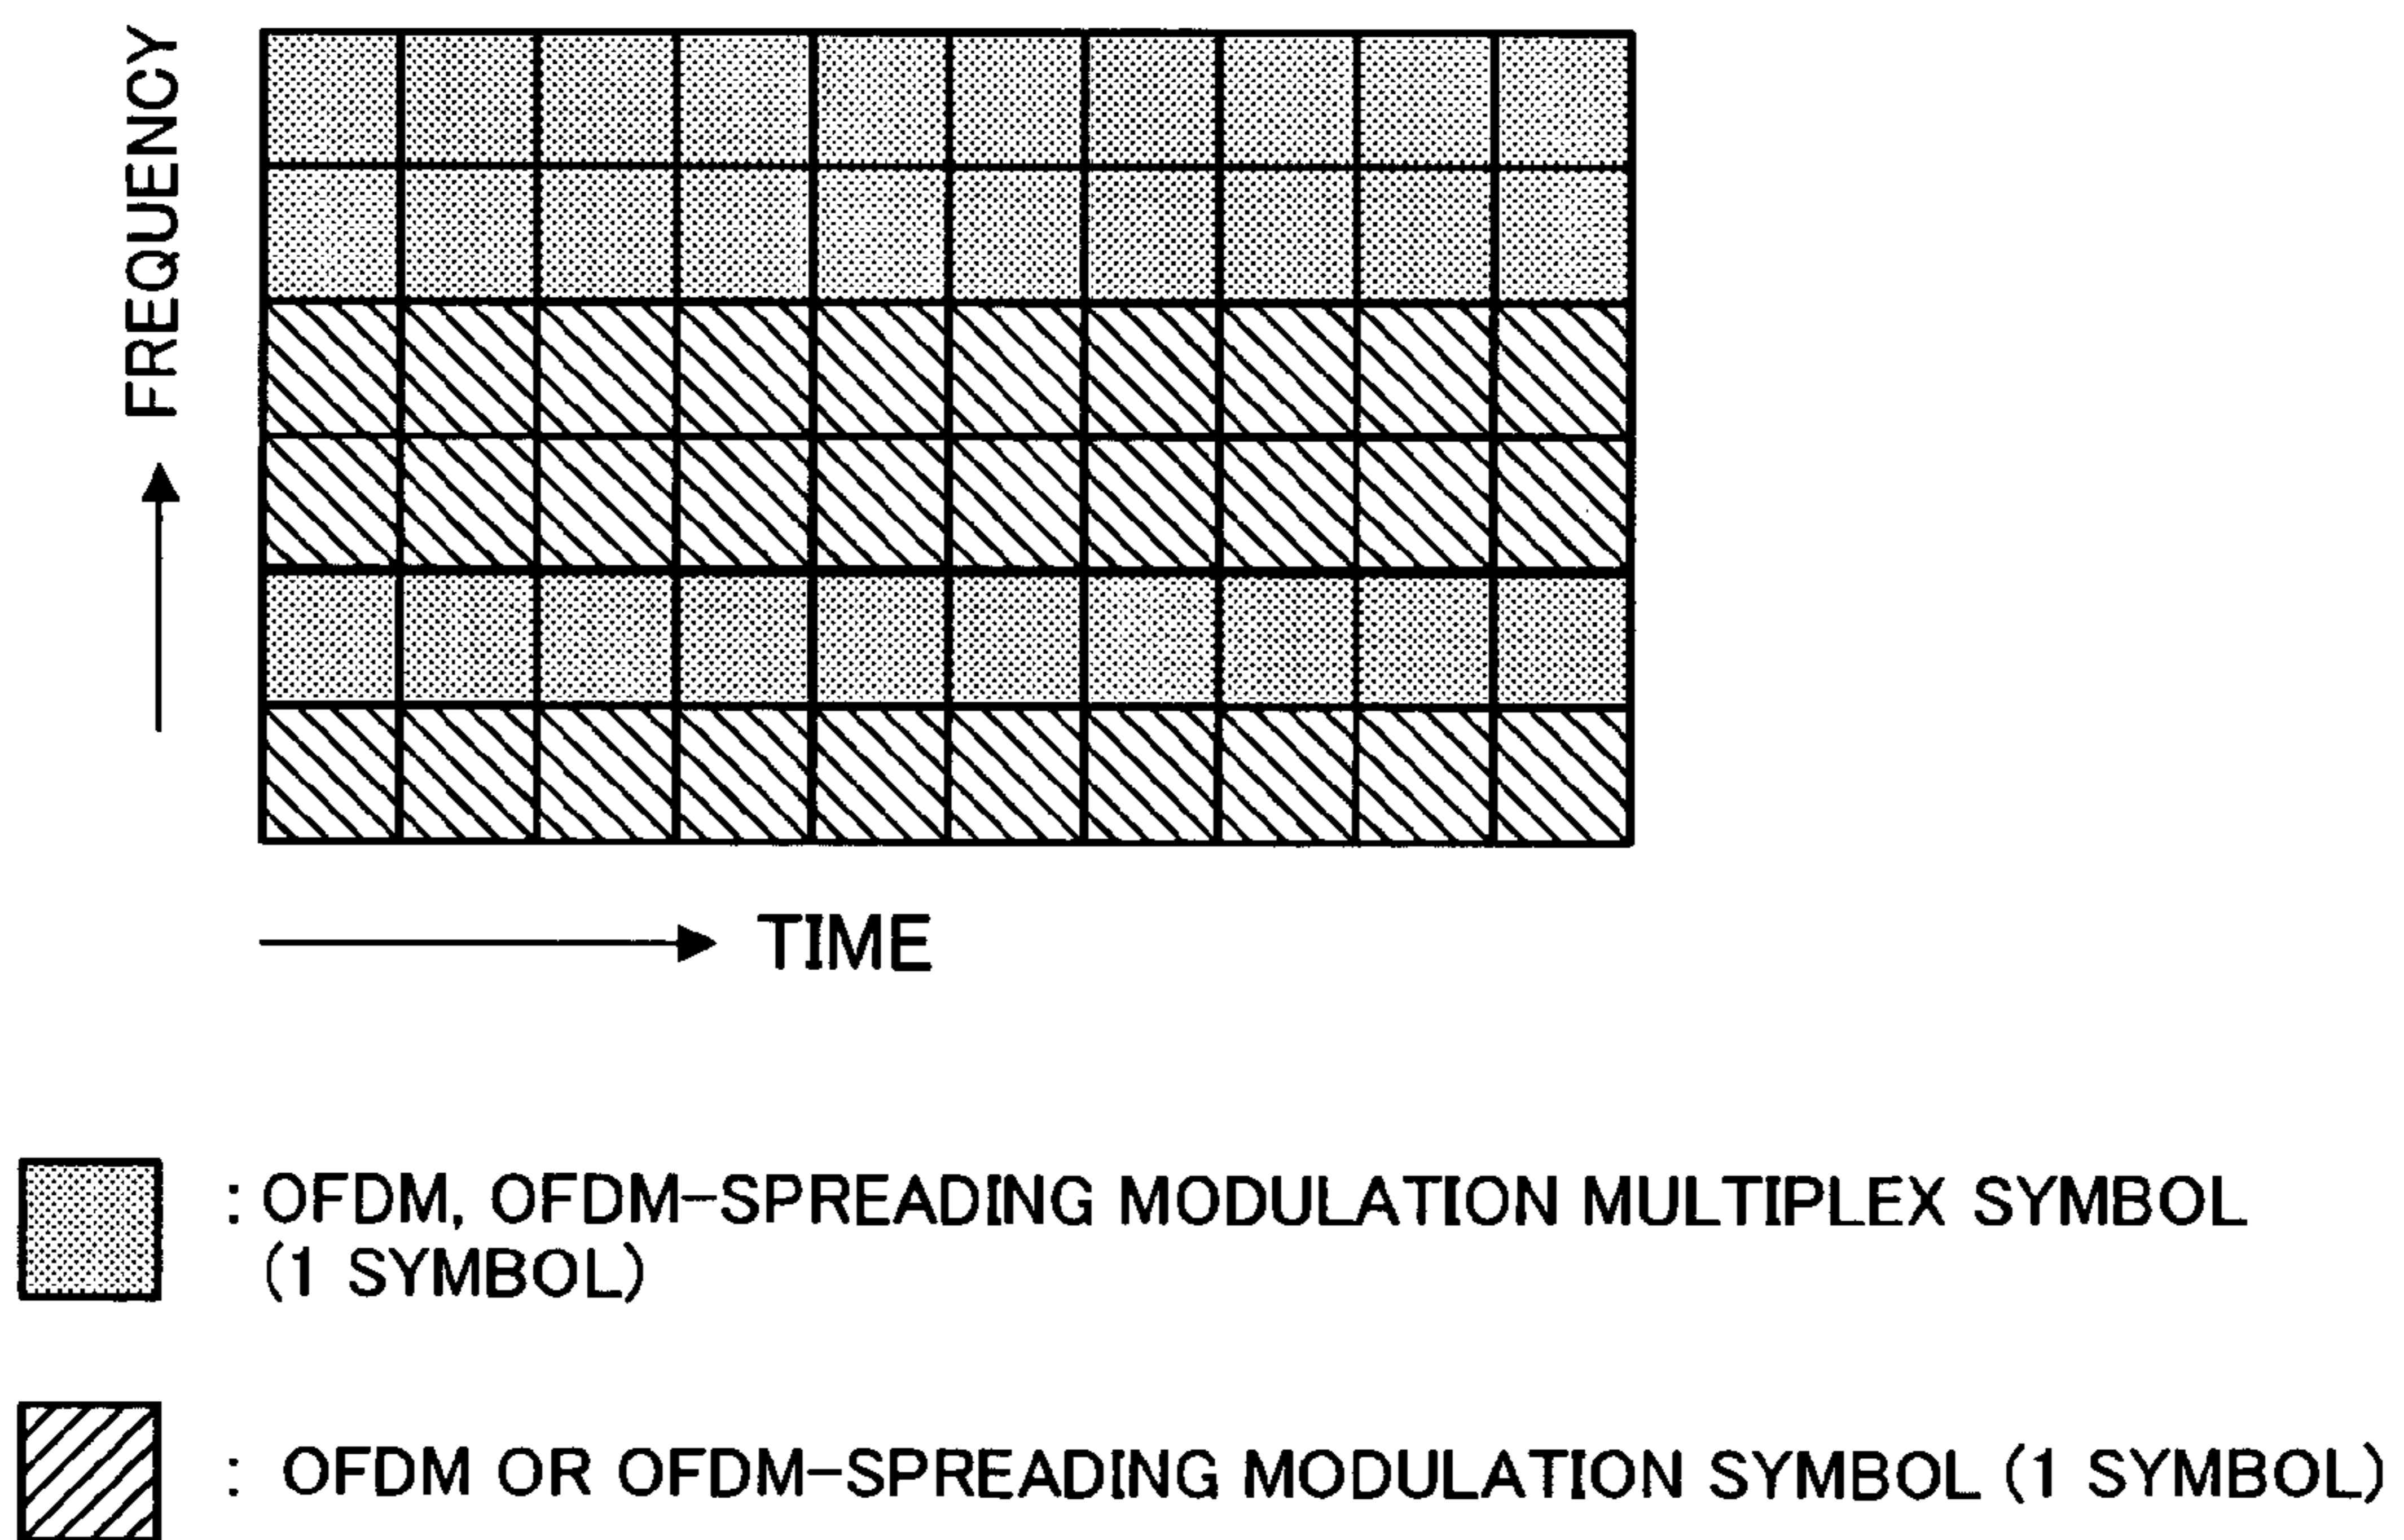 FREQUENCY
TIME
: OFDM, OFDM-SPREADING MODULATION MULTIPLEX SYMBOL
(1 SYMBOL)
: OFDM OR OFDM-SPREADING MODULATION SYMBOL (1 SYMBOL)